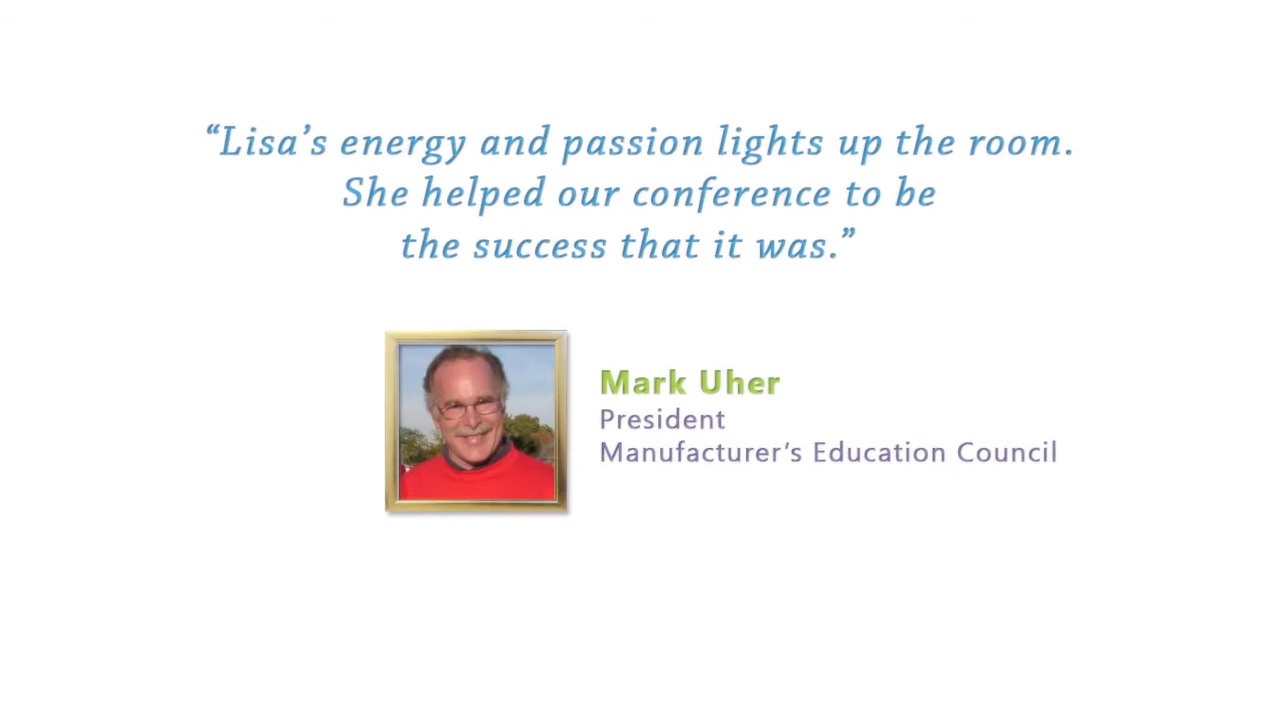 “Lisa’s energy and passion lights up the room.
She helped our conference to be
the success that it was.”
Mark Uher
President
Manufacturer’s Education Council